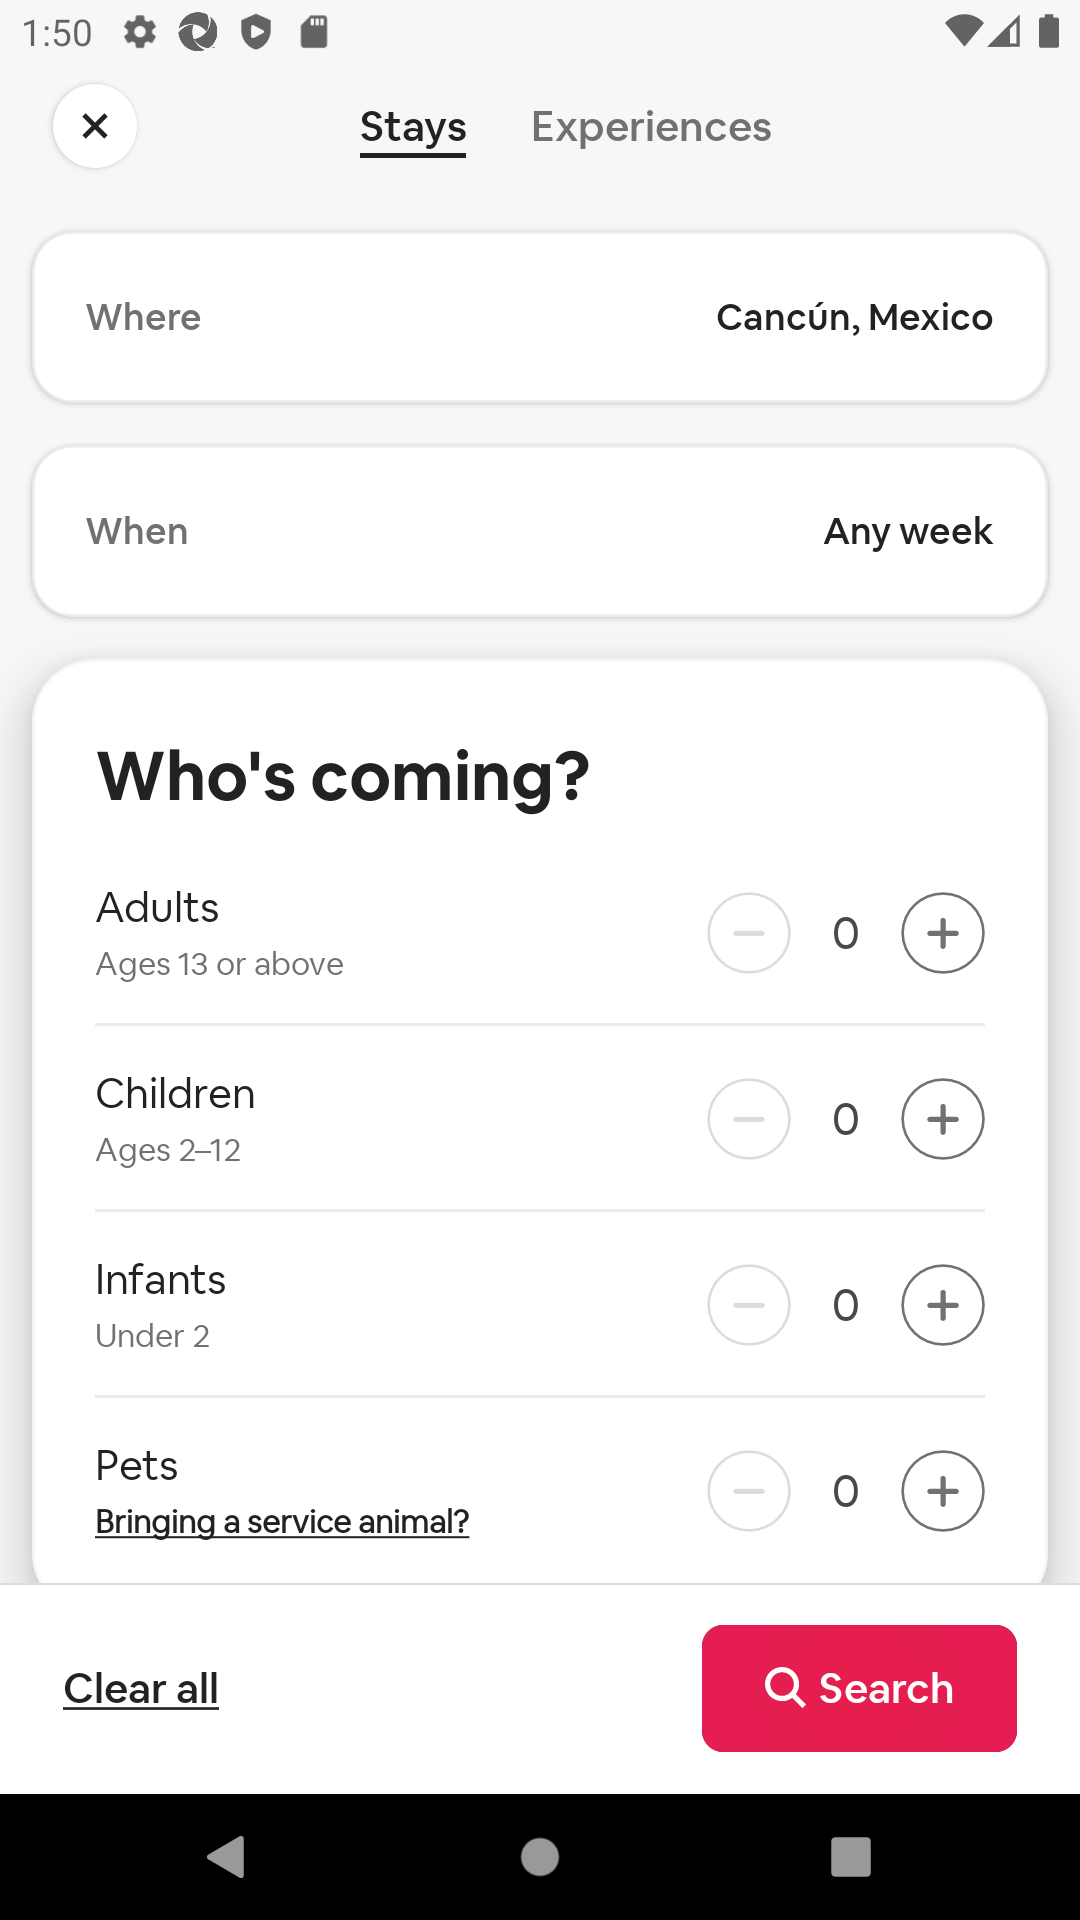 1:50
Stays Experiences
Where Cancún, Mexico
When Any week
Who's coming?
Adults
Ages 13 or above
0
Children
Ages 2–12
0
Infants
Under 2
0
Pets
Bringing a service animal?
0
Clear all Search